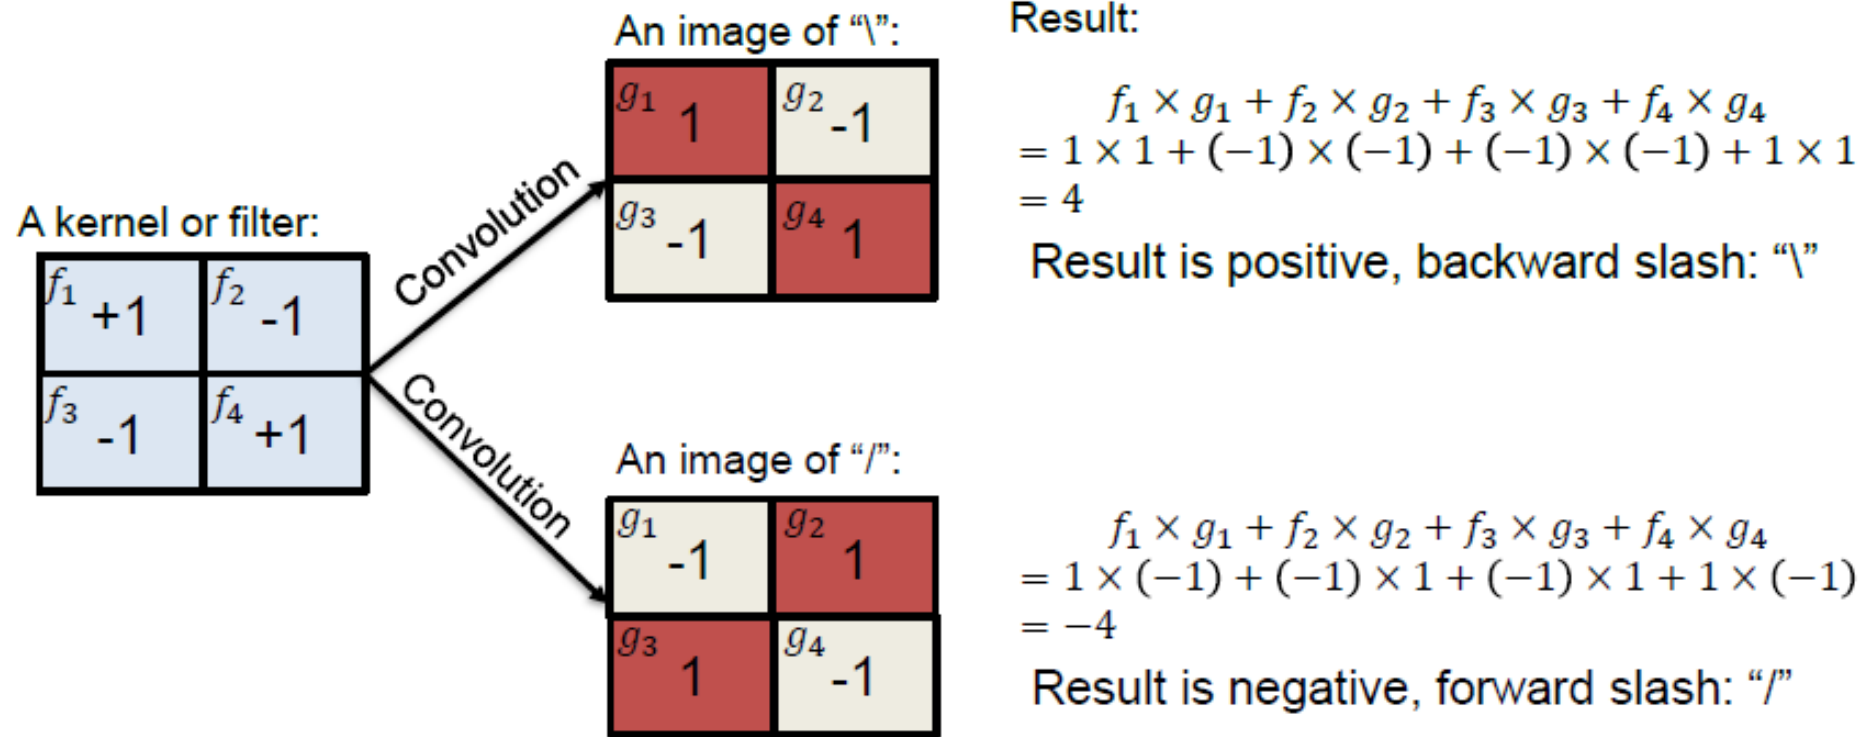 A kernel or filter:
f₁ +1 f₂ -1
f₃ -1 f₄ +1
Convolution
Convolution
An image of “\”:
g₁ 1 g₂ -1
g₃ -1 g₄ 1
An image of “/”:
g₁ -1 g₂ 1
g₃ 1 g₄ -1
Result:
f₁ × g₁ + f₂ × g₂ + f₃ × g₃ + f₄ × g₄
= 1 × 1 + (−1) × (−1) + (−1) × (−1) + 1 × 1
= 4
Result is positive, backward slash: “\”
f₁ × g₁ + f₂ × g₂ + f₃ × g₃ + f₄ × g₄
= 1 × (−1) + (−1) × 1 + (−1) × 1 + 1 × (−1)
= −4
Result is negative, forward slash: “/”